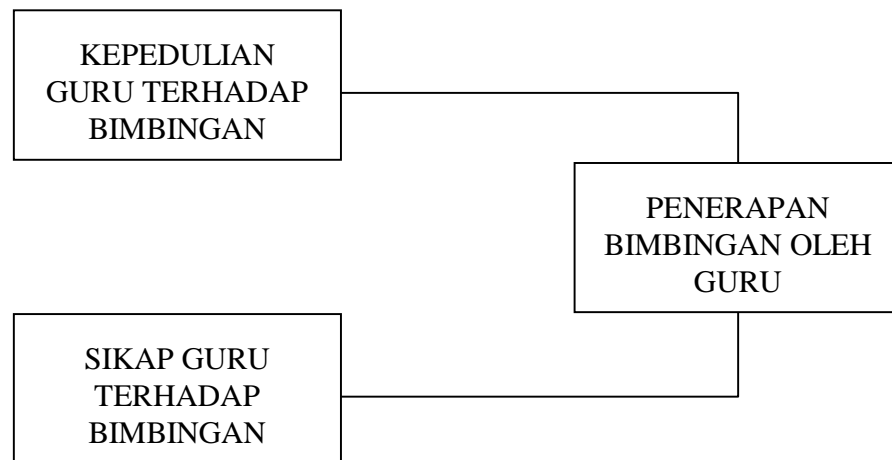 KEPEDULIAN
GURU TERHADAP
BIMBINGAN
PENERAPAN
BIMBINGAN OLEH
GURU
SIKAP GURU
TERHADAP
BIMBINGAN